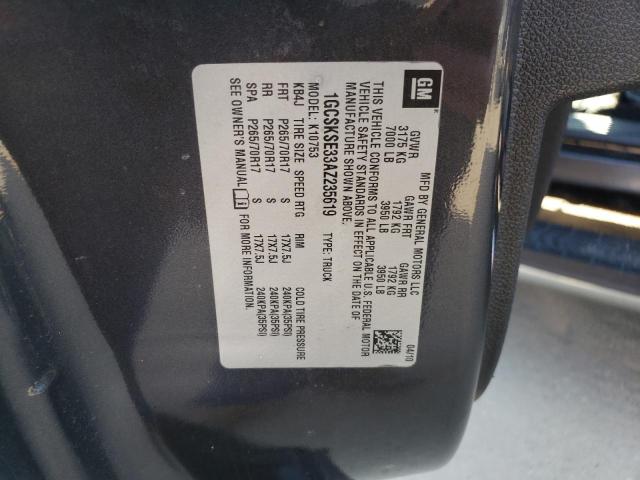 GM
MFD BY GENERAL MOTORS LLC
04/10
GVWR GAWR FRT GAWR RR
3175 KG 1792 KG 1792 KG
7000 LB 3950 LB 3950 LB
THIS VEHICLE CONFORMS TO ALL APPLICABLE U.S. FEDERAL MOTOR
VEHICLE SAFETY STANDARDS IN EFFECT ON THE DATE OF
MANUFACTURE SHOWN ABOVE.
1GCSKSE33AZ235619 TYPE: TRUCK
MODEL: K10753
KB4J TIRE SIZE SPEED RTG RIM COLD TIRE PRESSURE
FRT P265/70R17 S 17X7.5J 240KPA(35PSI)
RR P265/70R17 S 17X7.5J 240KPA(35PSI)
SPA P265/70R17 S 17X7.5J 240KPA(35PSI)
SEE OWNER'S MANUAL FOR MORE INFORMATION.